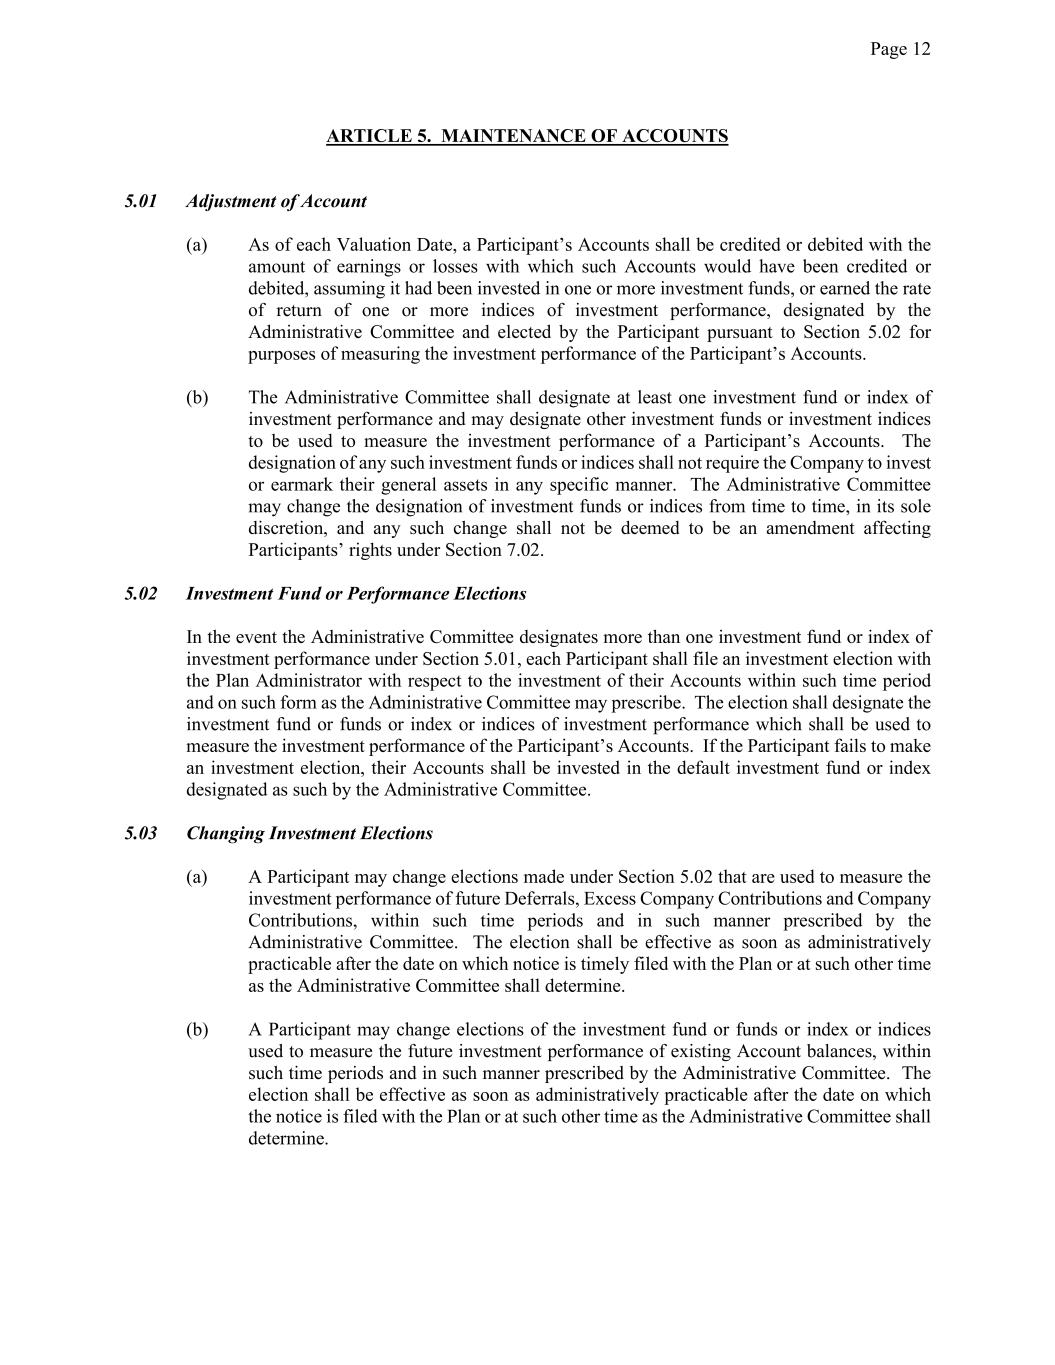 Page 12
ARTICLE 5.  MAINTENANCE OF ACCOUNTS
5.01 Adjustment of Account
(a) As of each Valuation Date, a Participant’s Accounts shall be credited or debited with the
amount of earnings or losses with which such Accounts would have been credited or
debited, assuming it had been invested in one or more investment funds, or earned the rate
of return of one or more indices of investment performance, designated by the
Administrative Committee and elected by the Participant pursuant to Section 5.02 for
purposes of measuring the investment performance of the Participant’s Accounts.
(b) The Administrative Committee shall designate at least one investment fund or index of
investment performance and may designate other investment funds or investment indices
to be used to measure the investment performance of a Participant’s Accounts.  The
designation of any such investment funds or indices shall not require the Company to invest
or earmark their general assets in any specific manner.  The Administrative Committee
may change the designation of investment funds or indices from time to time, in its sole
discretion, and any such change shall not be deemed to be an amendment affecting
Participants’ rights under Section 7.02.
5.02 Investment Fund or Performance Elections
In the event the Administrative Committee designates more than one investment fund or index of
investment performance under Section 5.01, each Participant shall file an investment election with
the Plan Administrator with respect to the investment of their Accounts within such time period
and on such form as the Administrative Committee may prescribe.  The election shall designate the
investment fund or funds or index or indices of investment performance which shall be used to
measure the investment performance of the Participant’s Accounts.  If the Participant fails to make
an investment election, their Accounts shall be invested in the default investment fund or index
designated as such by the Administrative Committee.
5.03 Changing Investment Elections
(a) A Participant may change elections made under Section 5.02 that are used to measure the
investment performance of future Deferrals, Excess Company Contributions and Company
Contributions, within such time periods and in such manner prescribed by the
Administrative Committee.  The election shall be effective as soon as administratively
practicable after the date on which notice is timely filed with the Plan or at such other time
as the Administrative Committee shall determine.
(b) A Participant may change elections of the investment fund or funds or index or indices
used to measure the future investment performance of existing Account balances, within
such time periods and in such manner prescribed by the Administrative Committee.  The
election shall be effective as soon as administratively practicable after the date on which
the notice is filed with the Plan or at such other time as the Administrative Committee shall
determine.